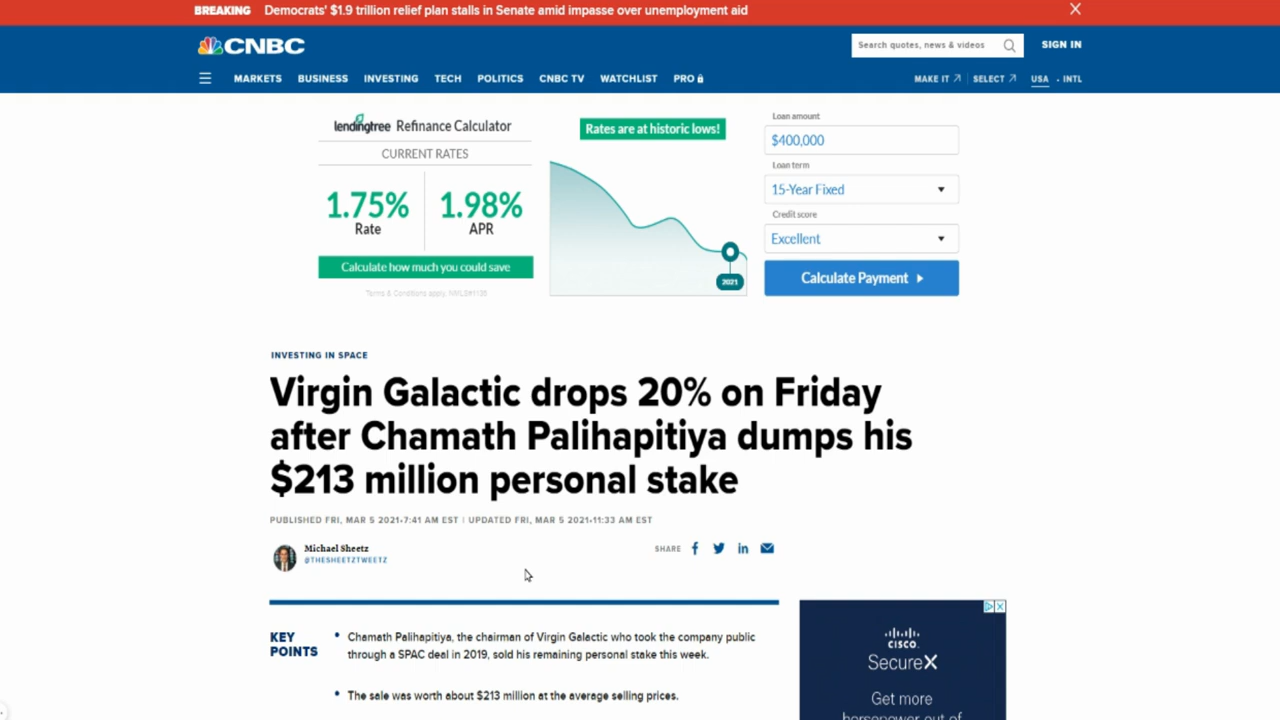 BREAKING Democrats' $1.9 trillion relief plan stalls in Senate amid impasse over unemployment aid
CNBC
Search quotes, news & videos
SIGN IN
MARKETS BUSINESS INVESTING TECH POLITICS CNBC TV WATCHLIST PRO
MAKE IT SELECT USA · INTL
lendingtree Refinance Calculator
CURRENT RATES
1.75% 1.98%
Rate APR
Calculate how much you could save
Terms & Conditions apply. NMLS#1136
Rates are at historic lows!
2021
Loan amount
$400,000
Loan term
15-Year Fixed
Credit score
Excellent
Calculate Payment
INVESTING IN SPACE
Virgin Galactic drops 20% on Friday
after Chamath Palihapitiya dumps his
$213 million personal stake
PUBLISHED FRI, MAR 5 2021•7:41 AM EST | UPDATED FRI, MAR 5 2021•11:33 AM EST
Michael Sheetz
@THESHEETZTWEETZ
SHARE
KEY
POINTS
• Chamath Palihapitiya, the chairman of Virgin Galactic who took the company public
through a SPAC deal in 2019, sold his remaining personal stake this week.
• The sale was worth about $213 million at the average selling prices.
CISCO
SecureX
Get more
horsepower out of